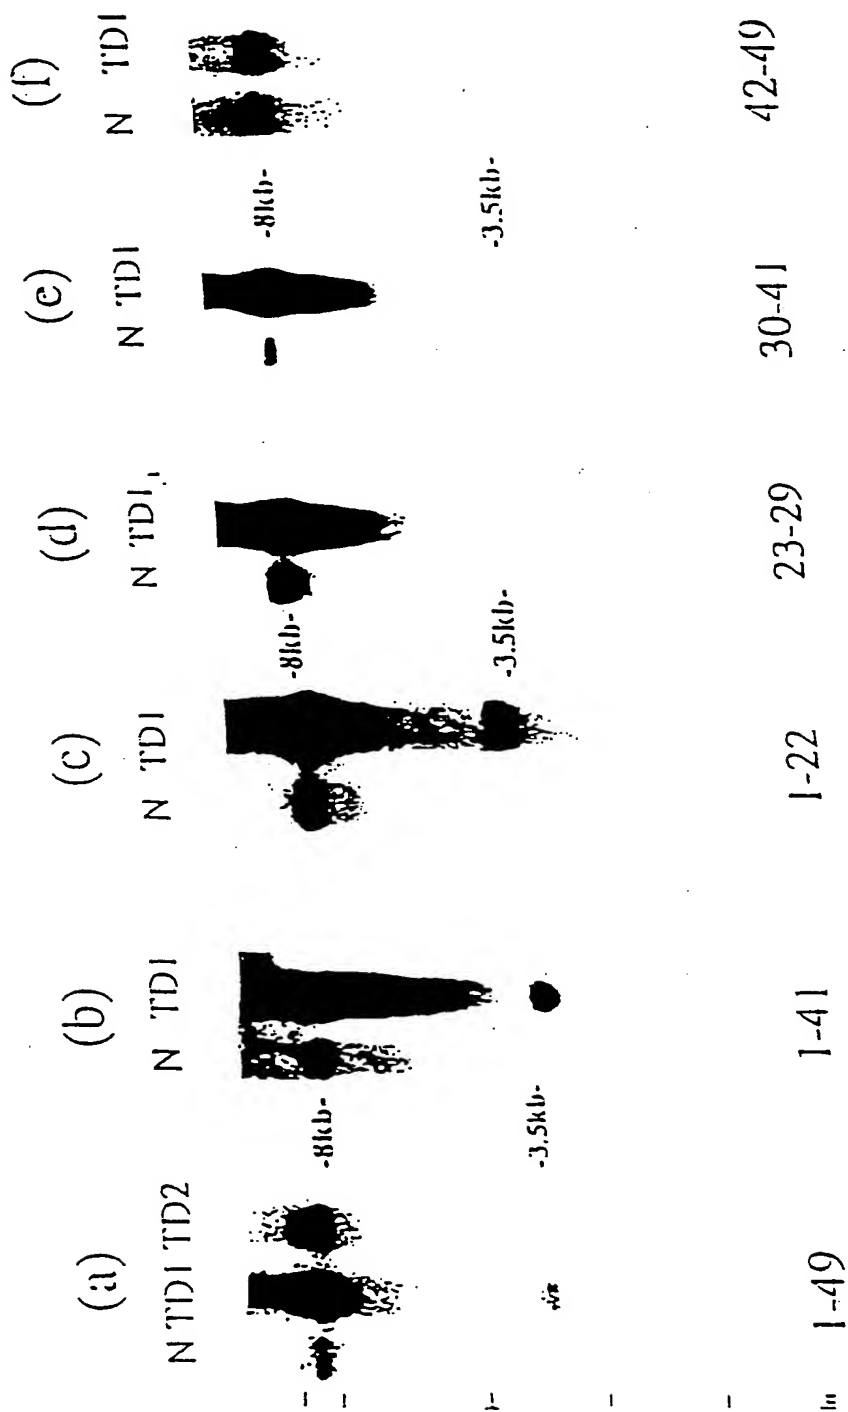 (a) (b) (c) (d) (e) (f)
N TD1 TD2 N TD1 N TD1 N TD1 N TD1 N TD1
-8kb- -8kb- -8kb-
-3.5kb- -3.5kb- -3.5kb-
1-49 1-41 1-22 23-29 30-41 42-49